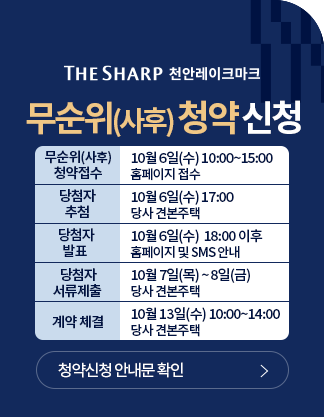 THE SHARP 천안레이크마크
무순위(사후) 청약 신청
무순위(사후)
청약접수
10월 6일(수) 10:00~15:00
홈페이지 접수
당첨자
추첨
10월 6일(수) 17:00
당사 견본주택
당첨자
발표
10월 6일(수) 18:00 이후
홈페이지 및 SMS 안내
당첨자
서류제출
10월 7일(목) ~ 8일(금)
당사 견본주택
계약 체결
10월 13일(수) 10:00~14:00
당사 견본주택
청약신청 안내문 확인